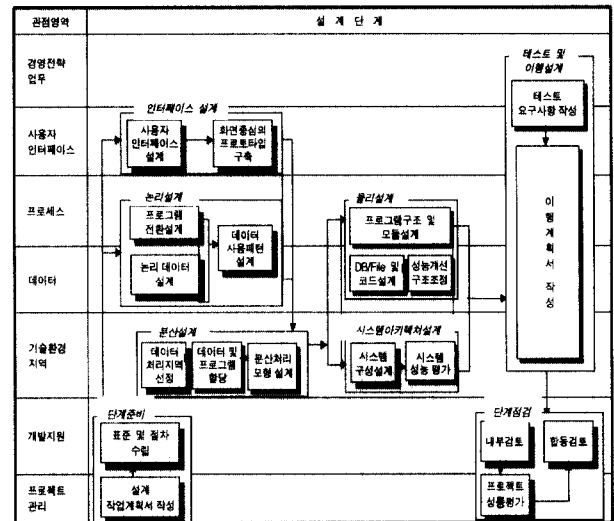 관점영역
설 계 단 계
경영전략
업무
테스트 및
이행설계
테스트
요구사항 작성
사용자
인터페이스
인터페이스 설계
사용자
인터페이스
설계
화면중심의
프로토타입
구축
이
행
계
획
서
작
성
프로세스
논리설계
프로그램
전환설계
데이터
사용패턴
설계
물리설계
프로그램구조 및
모듈설계
데이터
논리 데이터
설계
DB/File 및
코드설계
성능개선
구조조정
기술환경
지역
분산설계
데이터
처리지역
선정
데이터 및
프로그램
할당
분산처리
모형 설계
시스템아키텍쳐설계
시스템
구성설계
시스템
성능 평가
개발지원
단계준비
표준 및 절차
수립
단계점검
내부검토
합동검토
프로젝트
관리
설계
작업계획서 작성
프로젝트
성률평가